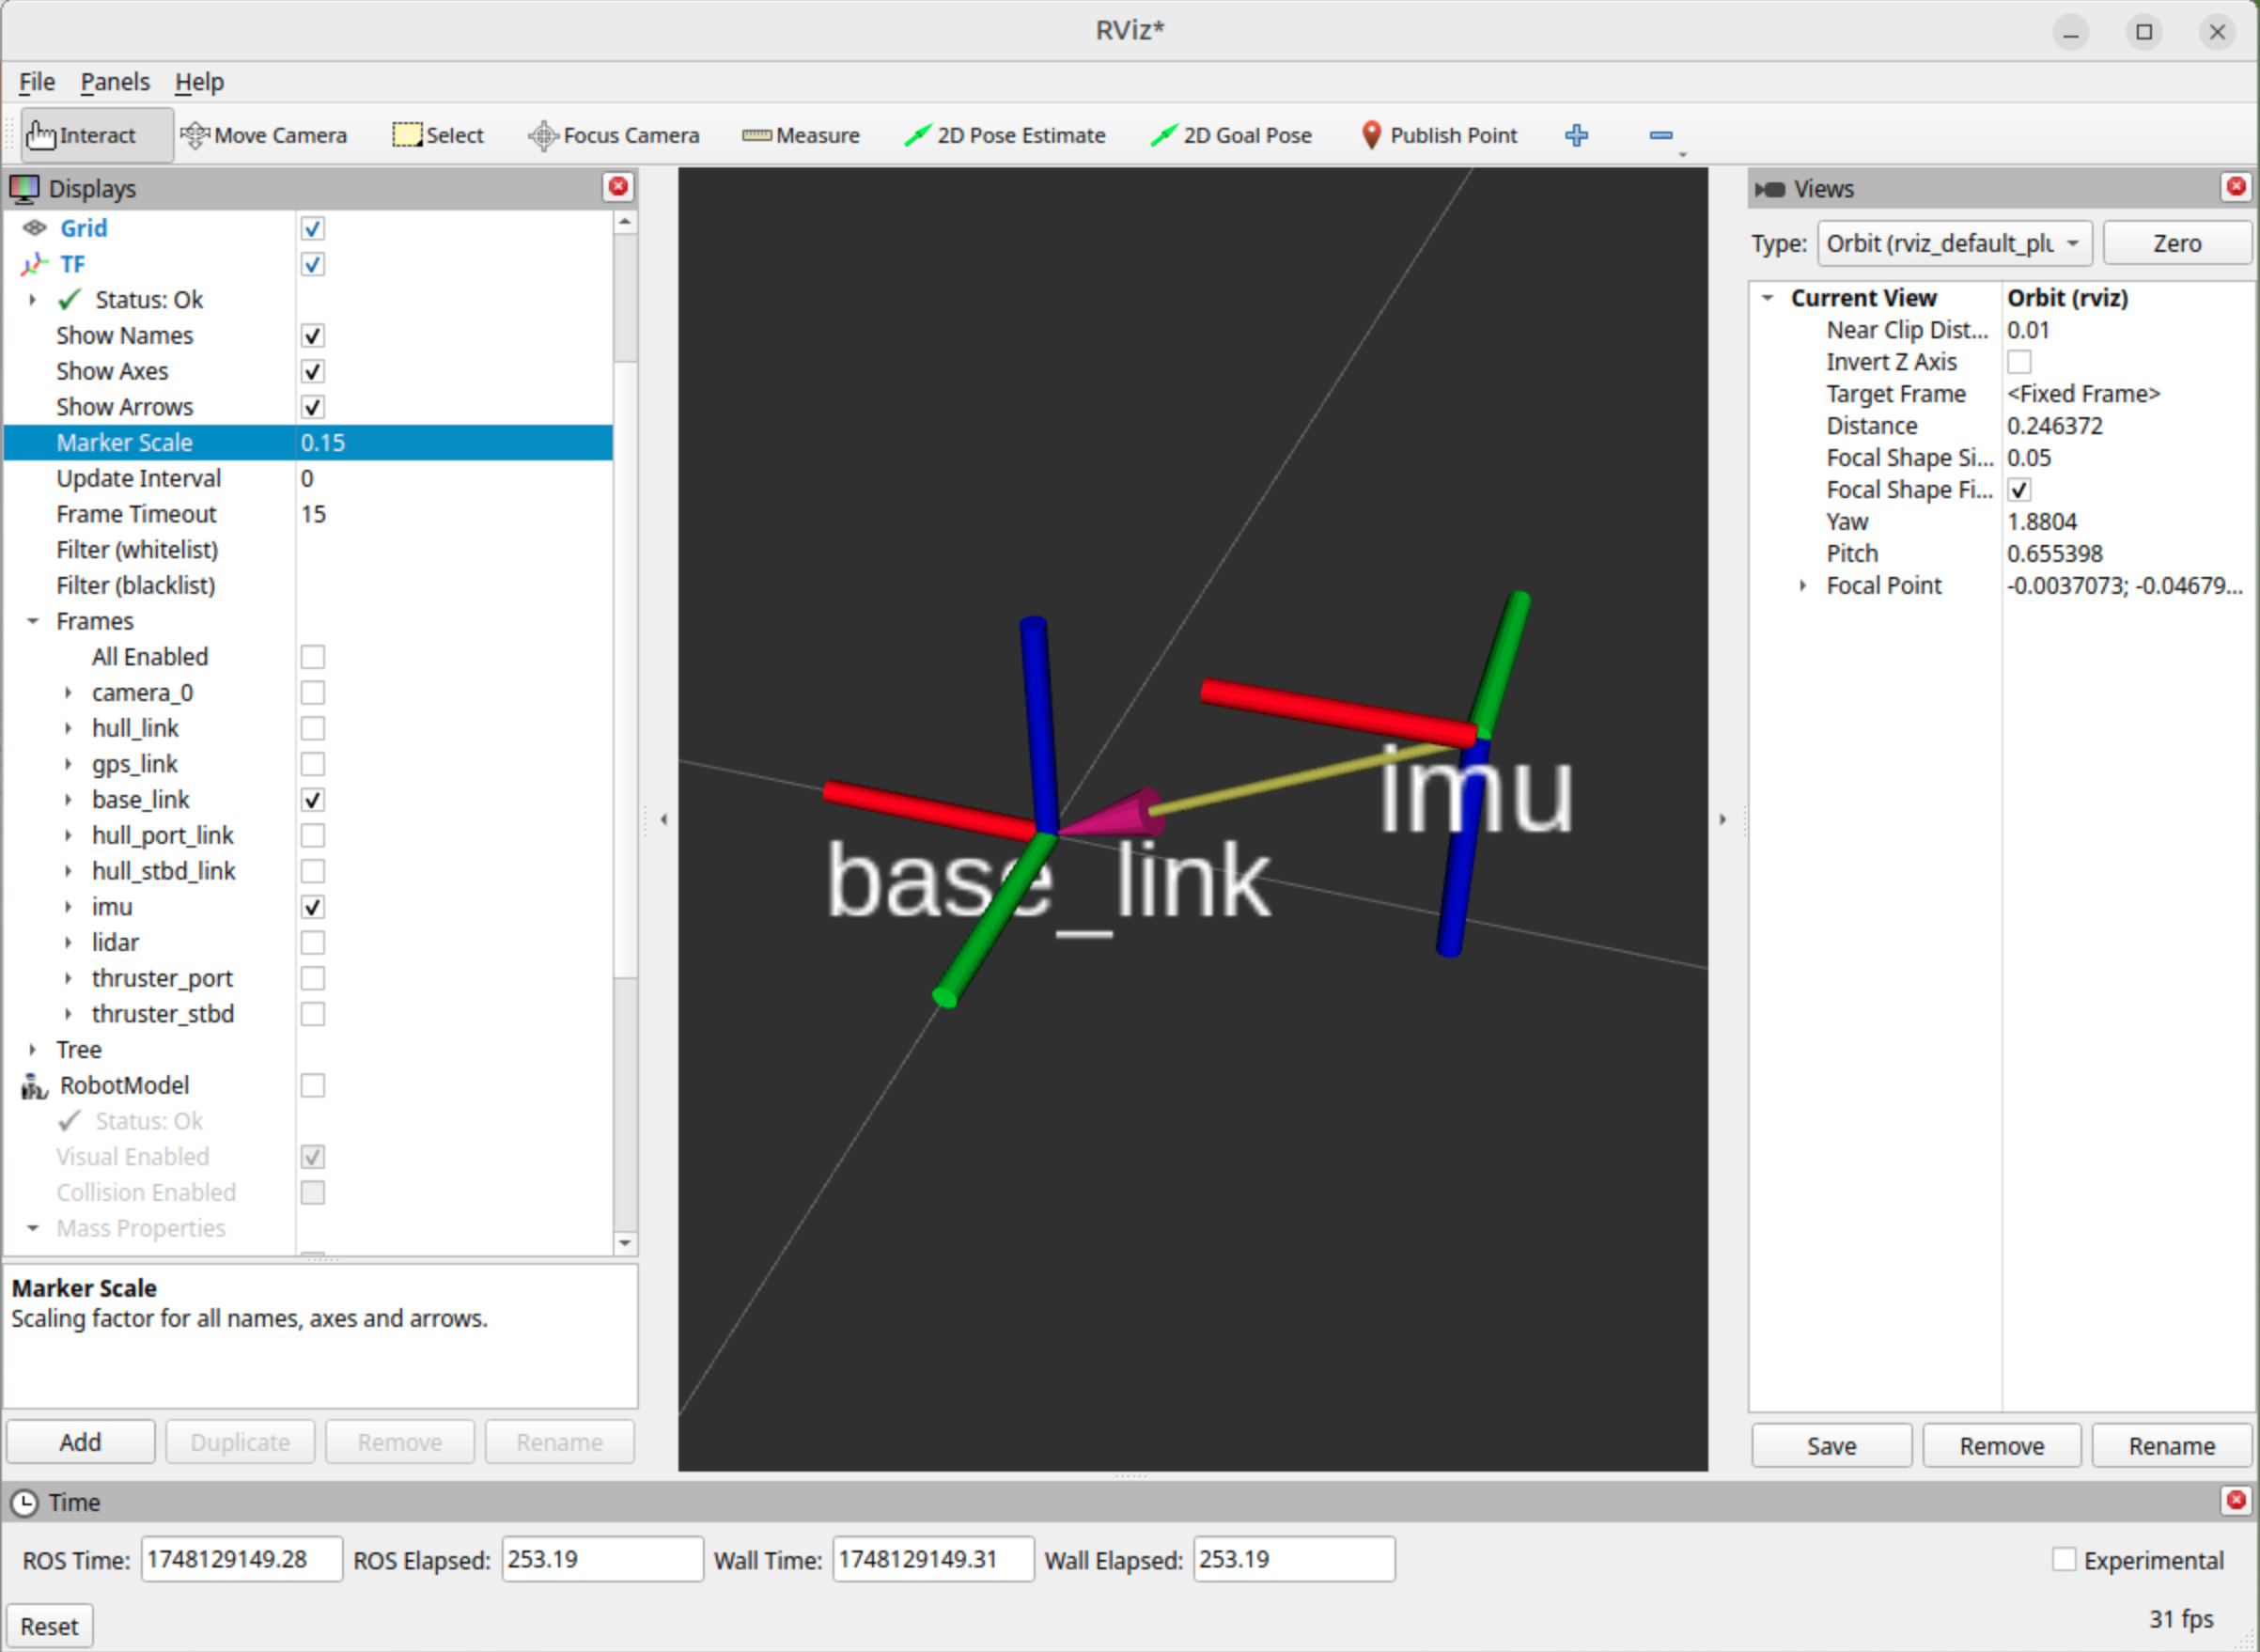 RViz*
File Panels Help
Interact Move Camera Select Focus Camera Measure 2D Pose Estimate 2D Goal Pose Publish Point
Displays
Grid
TF
Status: Ok
Show Names
Show Axes
Show Arrows
Marker Scale 0.15
Update Interval 0
Frame Timeout 15
Filter (whitelist)
Filter (blacklist)
Frames
All Enabled
camera_0
hull_link
gps_link
base_link
hull_port_link
hull_stbd_link
imu
lidar
thruster_port
thruster_stbd
Tree
RobotModel
Status: Ok
Visual Enabled
Collision Enabled
Mass Properties
Marker Scale
Scaling factor for all names, axes and arrows.
Add Duplicate Remove Rename
imu
base_link
Views
Type: Orbit (rviz_default_plu Zero
Current View Orbit (rviz)
Near Clip Dist... 0.01
Invert Z Axis
Target Frame <Fixed Frame>
Distance 0.246372
Focal Shape Si... 0.05
Focal Shape Fi...
Yaw 1.8804
Pitch 0.655398
Focal Point -0.0037073; -0.04679...
Save Remove Rename
Time
ROS Time: 1748129149.28 ROS Elapsed: 253.19 Wall Time: 1748129149.31 Wall Elapsed: 253.19 Experimental
Reset 31 fps